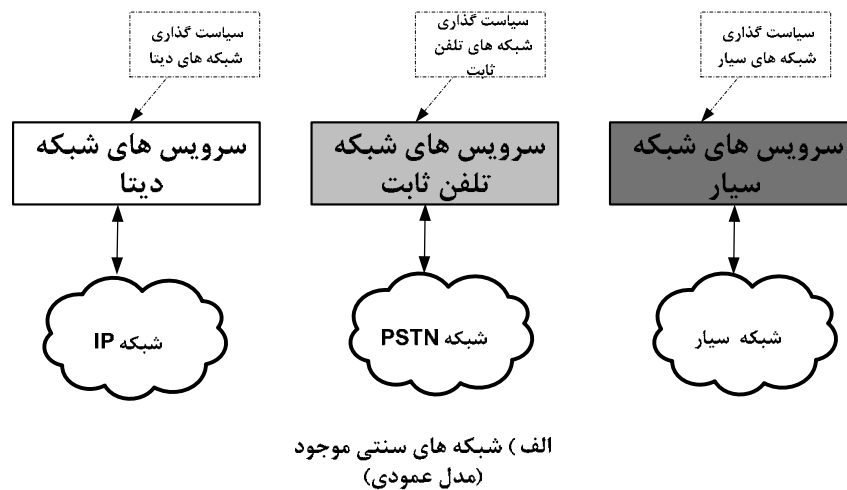 سیاست گذاری
شبکه های سیار
سیاست گذاری
شبکه های تلفن
ثابت
سیاست گذاری
شبکه های دیتا
سرویس های شبکه
سیار
سرویس های شبکه
تلفن ثابت
سرویس های شبکه
دیتا
شبکه سیار
شبکه PSTN
شبکه IP
الف) شبکه های سنتی موجود
(مدل عمودی)